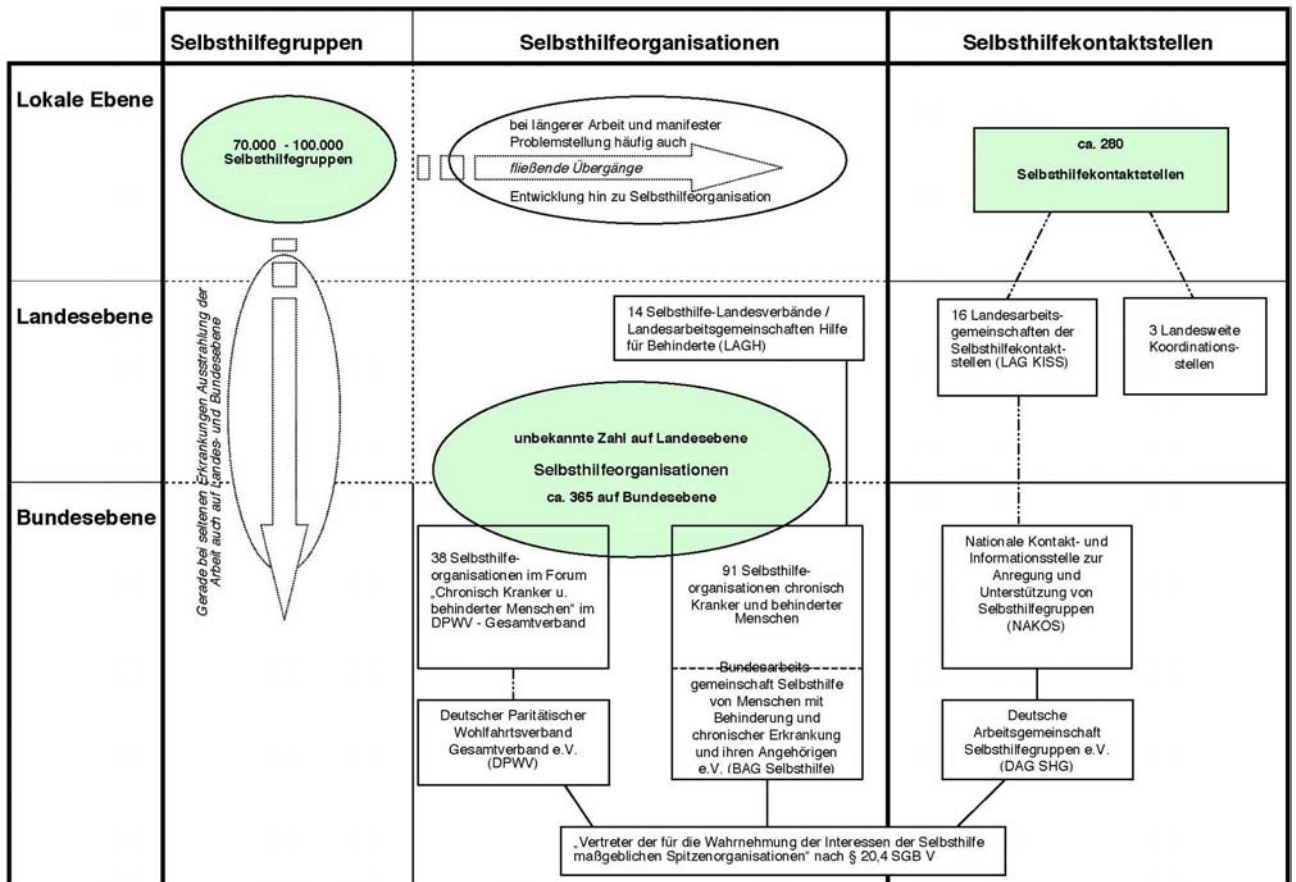 Selbsthilfegruppen
Selbsthilfeorganisationen
Selbsthilfekontaktstellen
Lokale Ebene
70.000 - 100.000
Selbsthilfegruppen
bei längerer Arbeit und manifester
Problemstellung häufig auch
fließende Übergänge
Entwicklung hin zu Selbsthilfeorganisation
ca. 280
Selbsthilfekontaktstellen
Gerade bei seltenen Erkrankungen Ausstrahlung der
Arbeit auch auf Landes- und Bundesebene
Landesebene
14 Selbsthilfe-Landesverbände /
Landesarbeitsgemeinschaften Hilfe
für Behinderte (LAGH)
16 Landesarbeits-
gemeinschaften der
Selbsthilfekontakt-
stellen (LAG KISS)
3 Landesweite
Koordinations-
stellen
unbekannte Zahl auf Landesebene
Selbsthilfeorganisationen
ca. 365 auf Bundesebene
Bundesebene
38 Selbsthilfe-
organisationen im Forum
„Chronisch Kranker u.
behinderter Menschen“ im
DPWV - Gesamtverband
91 Selbsthilfe-
organisationen chronisch
Kranker und behinderter
Menschen
Nationale Kontakt- und
Informationsstelle zur
Anregung und
Unterstützung von
Selbsthilfegruppen
(NAKOS)
Deutscher Paritätischer
Wohlfahrtsverband
Gesamtverband e.V.
(DPWV)
Bundesarbeits
gemeinschaft Selbsthilfe
von Menschen mit
Behinderung und
chronischer Erkrankung
und ihren Angehörigen
e.V. (BAG Selbsthilfe)
Deutsche
Arbeitsgemeinschaft
Selbsthilfegruppen e.V.
(DAG SHG)
„Vertreter der für die Wahrnehmung der Interessen der Selbsthilfe
maßgeblichen Spitzenorganisationen“ nach § 20,4 SGB V